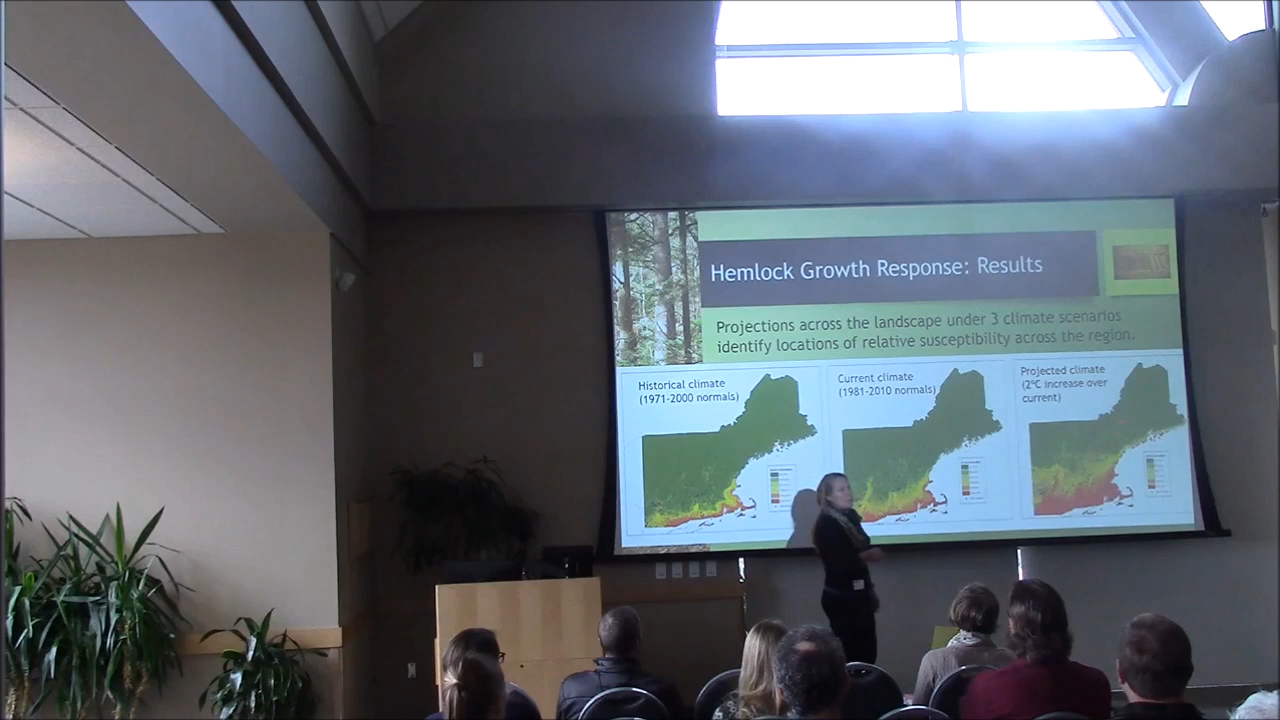 Hemlock Growth Response: Results
Projections across the landscape under 3 climate scenarios
identify locations of relative susceptibility across the region.
Historical climate
(1971-2000 normals)
Current climate
(1981-2010 normals)
Projected climate
(2°C increase over
current)